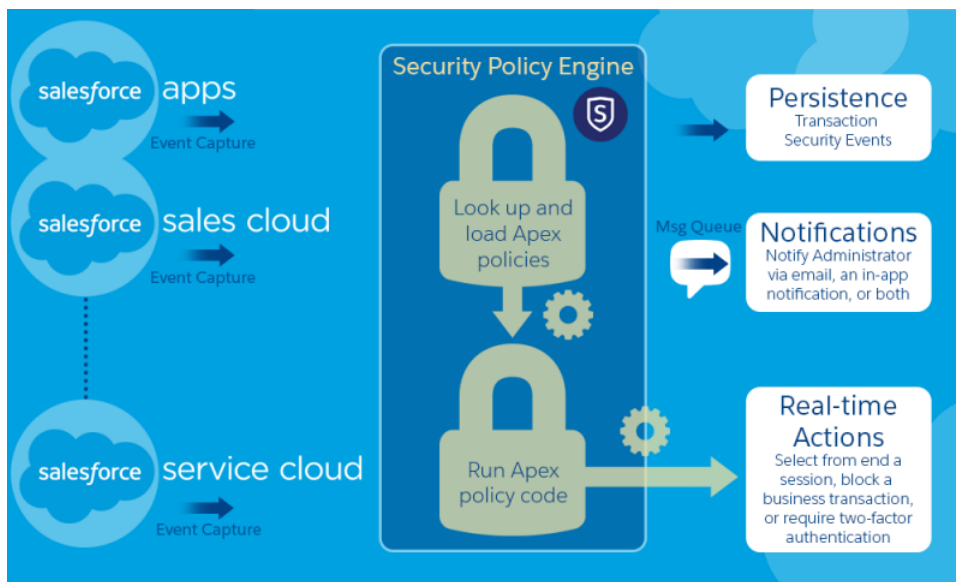 salesforce apps
Event Capture
salesforce sales cloud
Event Capture
salesforce service cloud
Event Capture
Security Policy Engine
S
Look up and
load Apex
policies
Run Apex
policy code
Persistence
Transaction
Security Events
Msg Queue
Notifications
Notify Administrator
via email, an in-app
notification, or both
Real-time
Actions
Select from end a
session, block a
business transaction,
or require two-factor
authentication